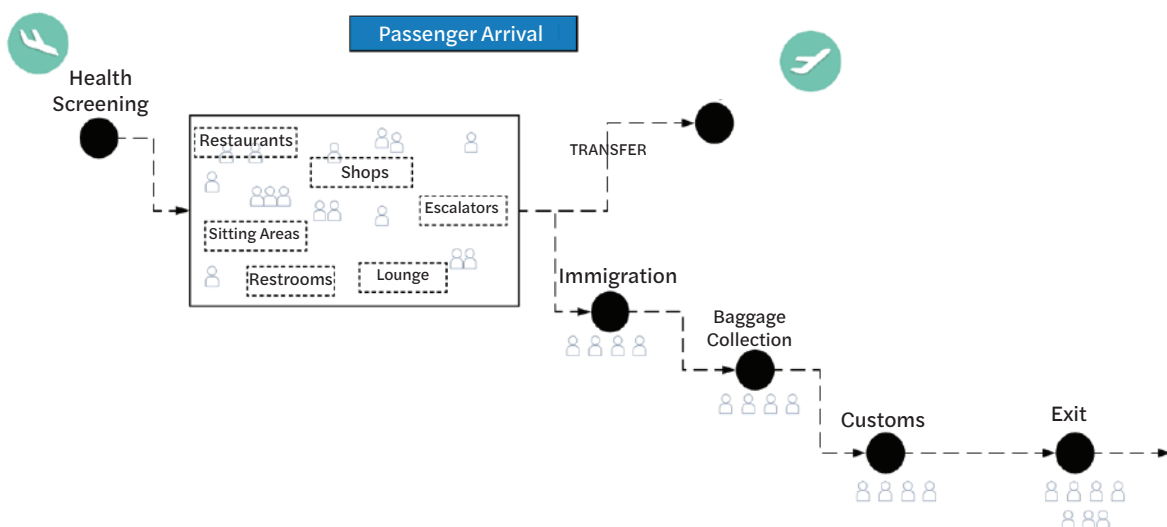 Passenger Arrival
Health
Screening
Restaurants
Shops
TRANSFER
Escalators
Sitting Areas
Restrooms
Lounge
Immigration
Baggage
Collection
Customs
Exit